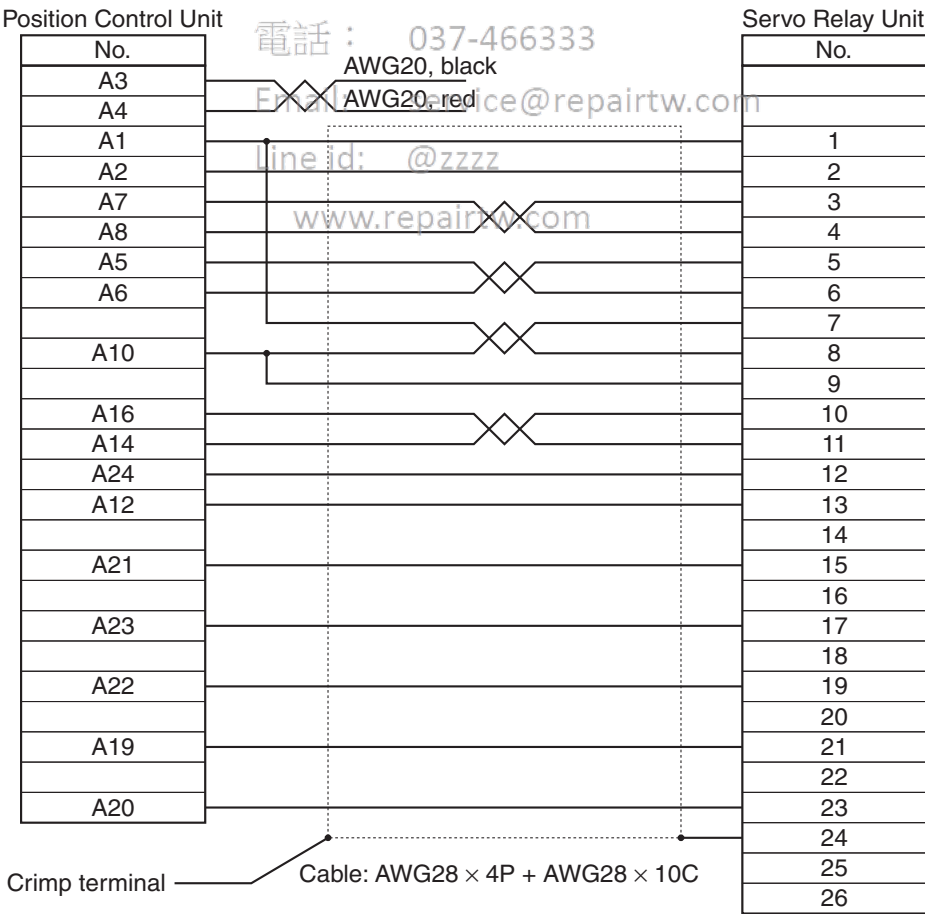 Position Control Unit
Servo Relay Unit
電話： 037-466333
No.
No.
AWG20, black
A3
AWG20, red
Email: service@repairtw.com
A4
A1
1
Line id: @zzzz
A2
2
A7
3
www.repairtw.com
A8
4
A5
5
A6
6
7
A10
8
9
A16
10
A14
11
A24
12
A12
13
14
A21
15
16
A23
17
18
A22
19
20
A19
21
22
A20
23
24
Crimp terminal
Cable: AWG28 × 4P + AWG28 × 10C
25
26